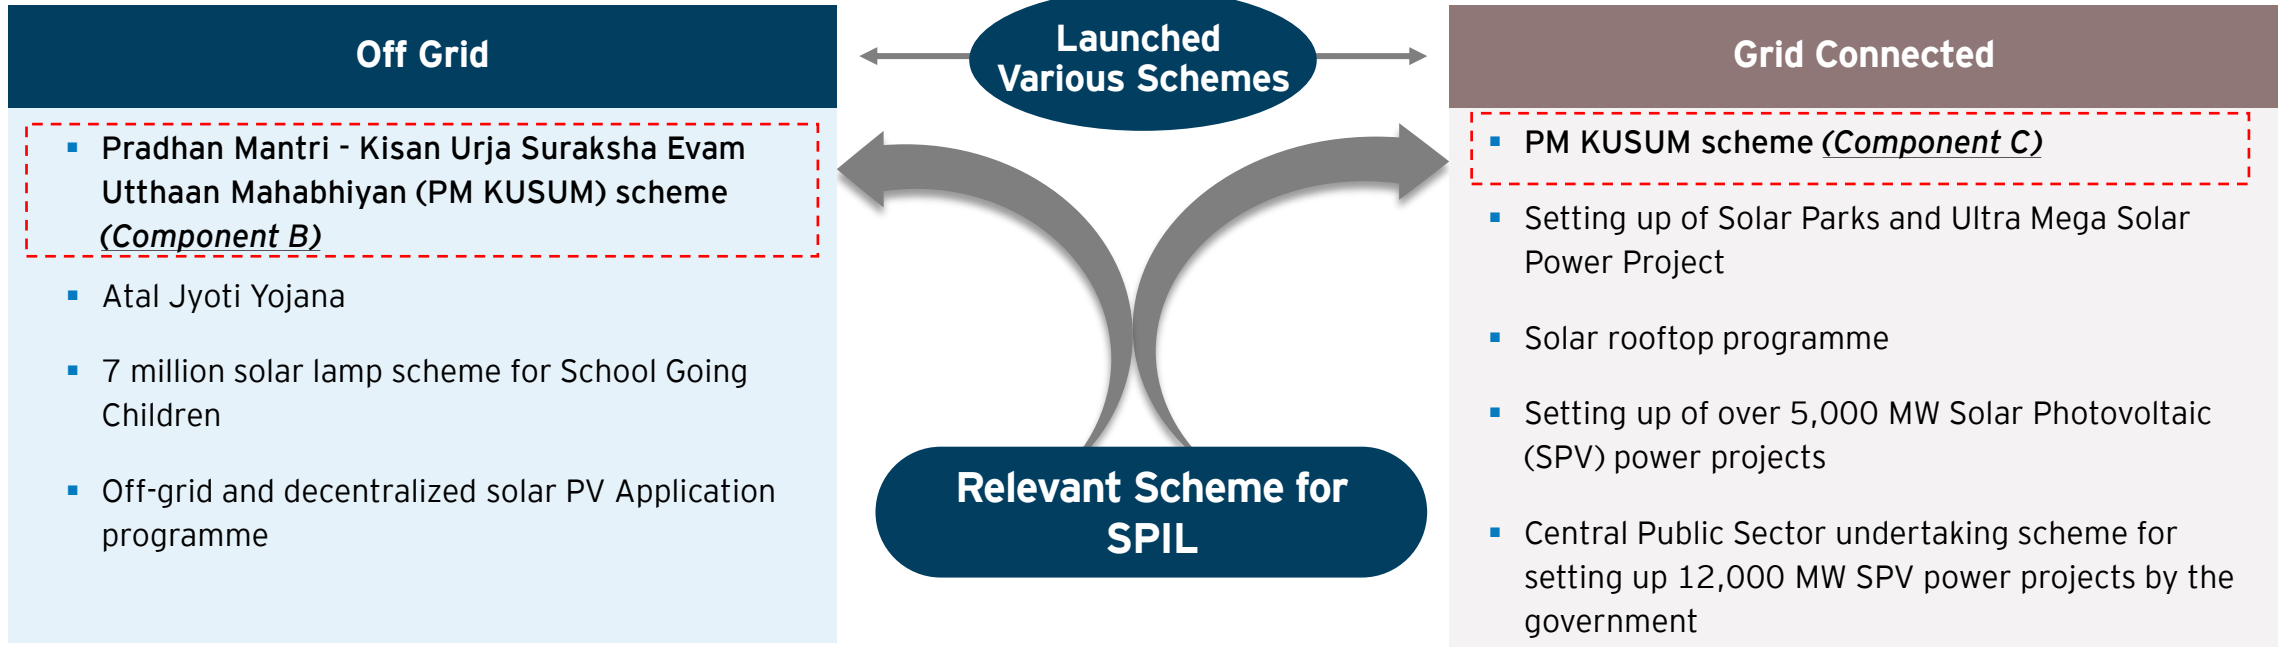 Off Grid
Pradhan Mantri - Kisan Urja Suraksha Evam
Utthaan Mahabhiyan (PM KUSUM) scheme
(Component B)
Atal Jyoti Yojana
7 million solar lamp scheme for School Going
Children
Off-grid and decentralized solar PV Application
programme
Launched
Various Schemes
Relevant Scheme for
SPIL
Grid Connected
PM KUSUM scheme (Component C)
Setting up of Solar Parks and Ultra Mega Solar
Power Project
Solar rooftop programme
Setting up of over 5,000 MW Solar Photovoltaic
(SPV) power projects
Central Public Sector undertaking scheme for
setting up 12,000 MW SPV power projects by the
government